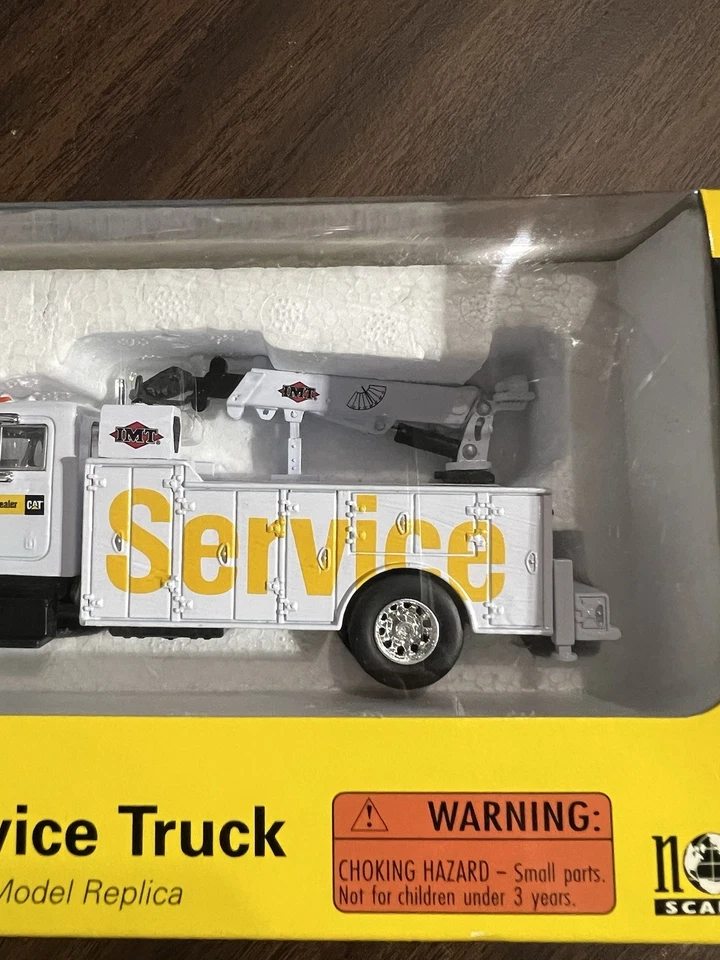 IMT
IMT
ealer CAT
Service
vice Truck
Model Replica
WARNING:
CHOKING HAZARD – Small parts.
Not for children under 3 years.
no
SCA